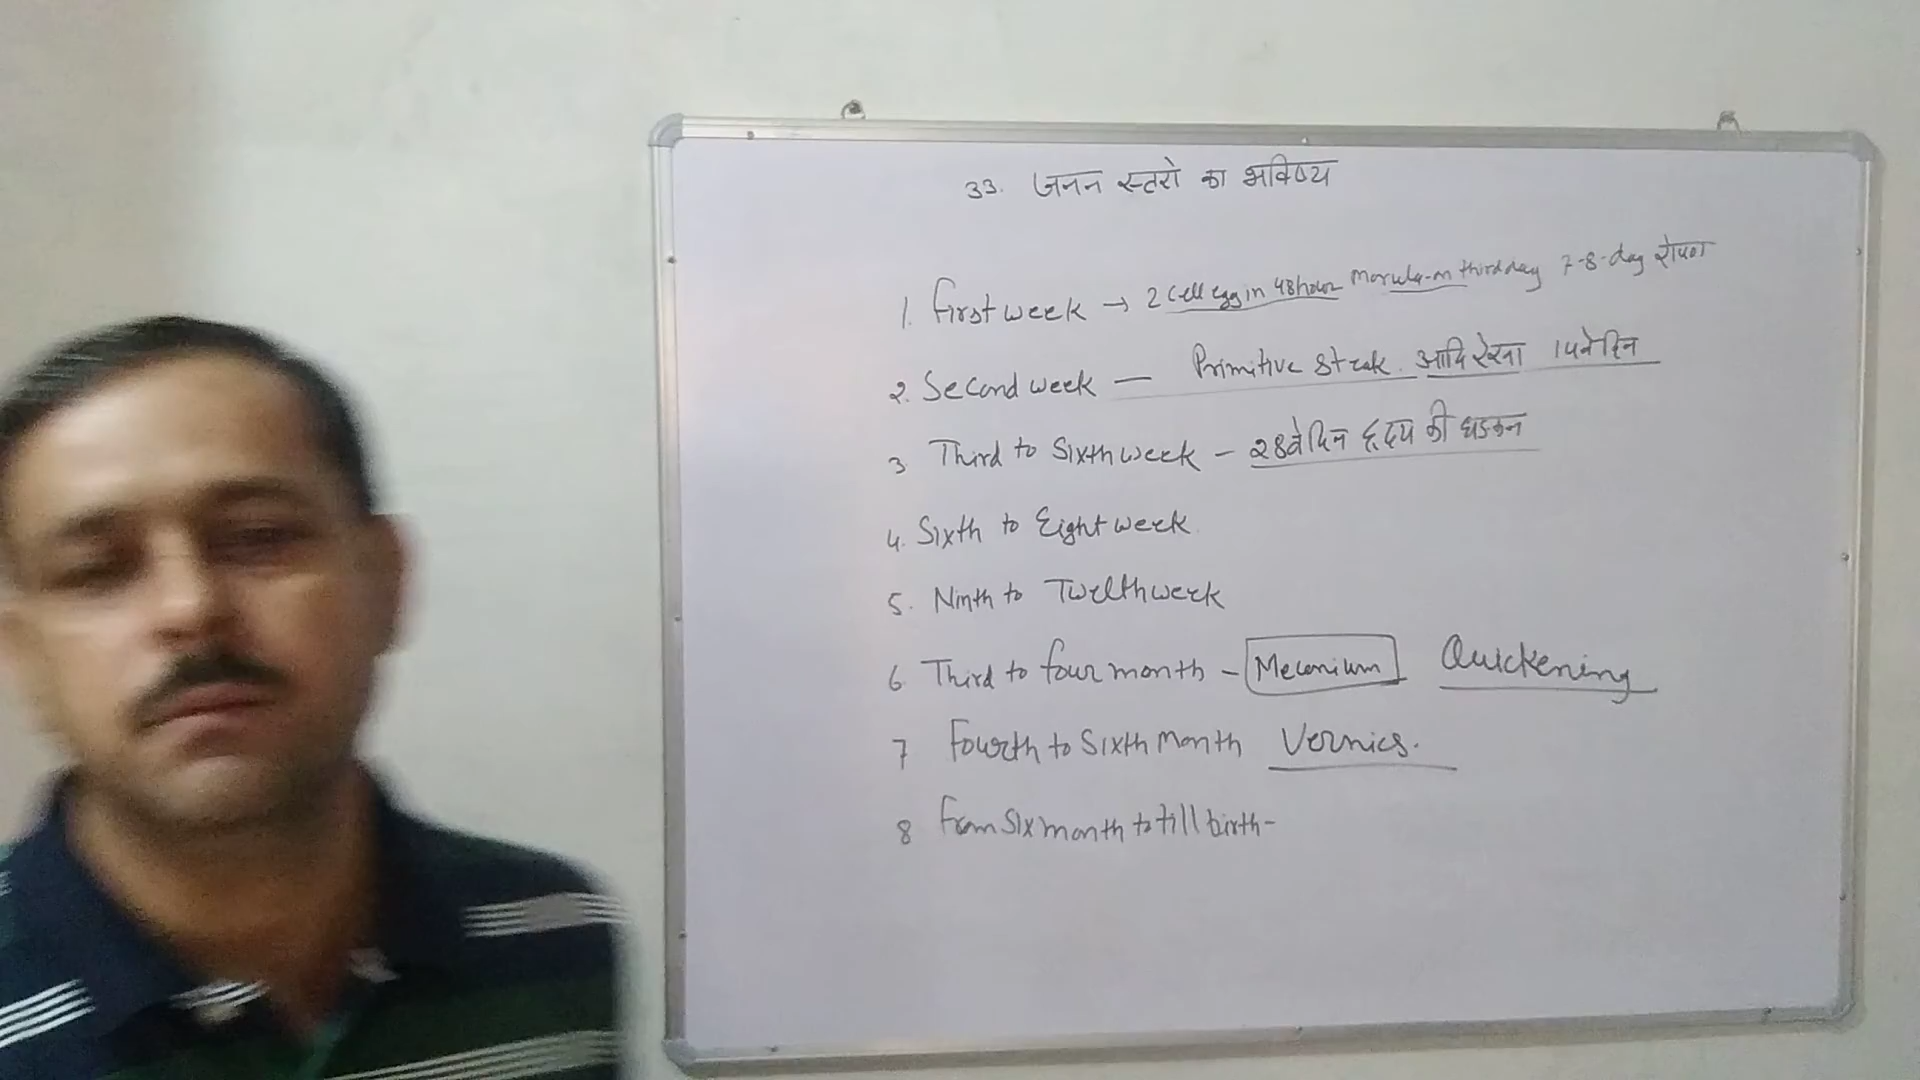 33. जनन स्तरो का भविष्य
1. First week → 2 cell egg in 48 hour Morula-on third day 7-8-day रोपण
2. Second week — Primitive streak. आदि रेखा 14वे दिन
3 Third to Sixth week - 28वे दिन हृदय की धडकन
4. Sixth to Eight week.
5. Ninth to Twelth week
6 Third to four month - Meconium Quickening
7 Fourth to Sixth Month Vernics.
8 From Six month to till birth-